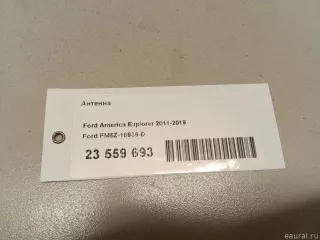 Антенна
Ford America Explorer 2011-2019
Ford FM5Z-18936-D
23 559 693
eaural.ru